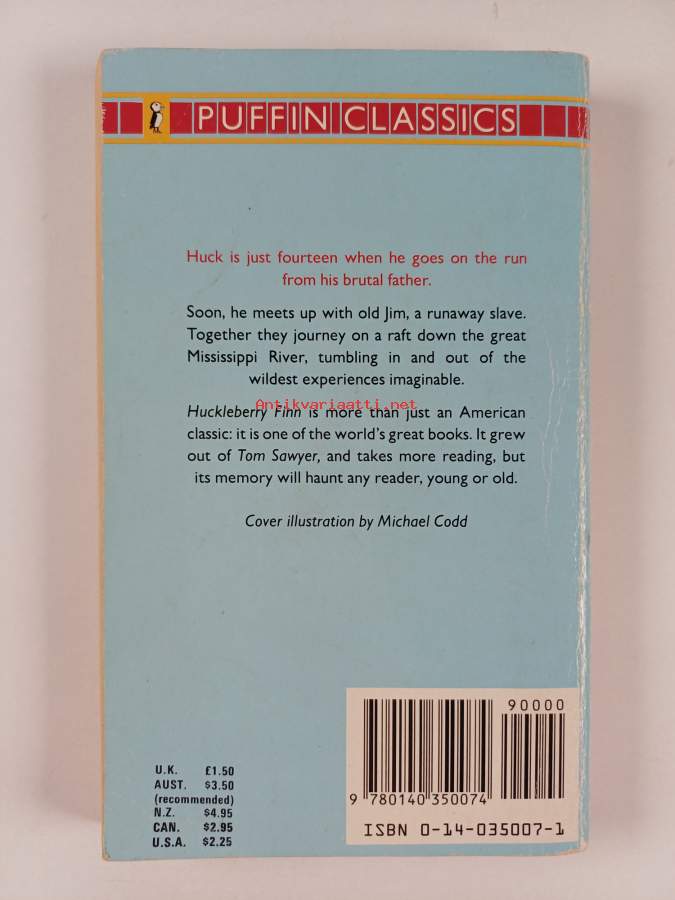 PUFFIN CLASSICS
Huck is just fourteen when he goes on the run
from his brutal father.
Soon, he meets up with old Jim, a runaway slave.
Together they journey on a raft down the great
Mississippi River, tumbling in and out of the
wildest experiences imaginable.
Antikvariaatti.net
Huckleberry Finn is more than just an American
classic: it is one of the world's great books. It grew
out of Tom Sawyer, and takes more reading, but
its memory will haunt any reader, young or old.
Cover illustration by Michael Codd
U.K. £1.50
AUST. $3.50
(recommended)
N.Z. $4.95
CAN. $2.95
U.S.A. $2.25
90000
9 780140 350074
ISBN 0-14-035007-1